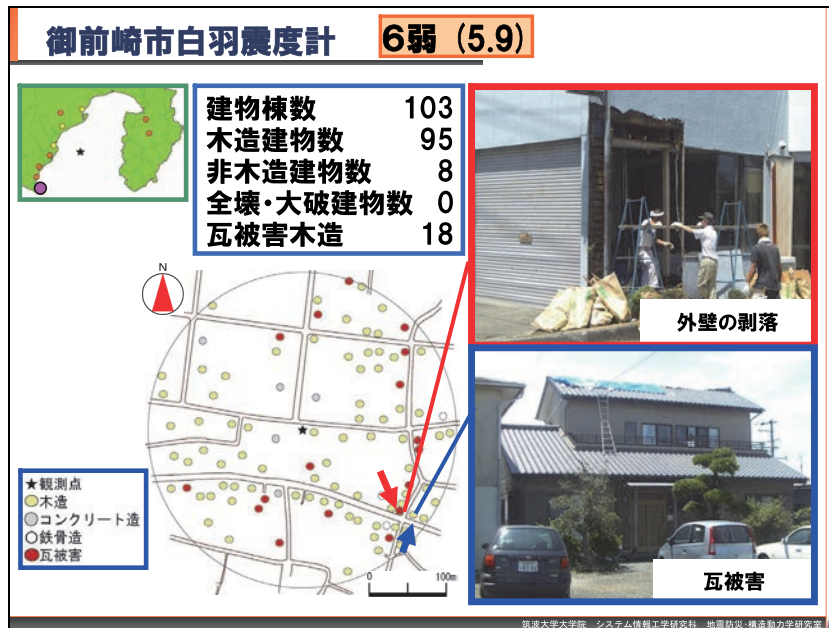 御前崎市白羽震度計
6弱 (5.9)
建物棟数 103
木造建物数 95
非木造建物数 8
全壊・大破建物数 0
瓦被害木造 18
外壁の剥落
N
★観測点
木造
コンクリート造
鉄骨造
瓦被害
0 100m
瓦被害
筑波大学大学院 システム情報工学研究科 地震防災・構造動力学研究室